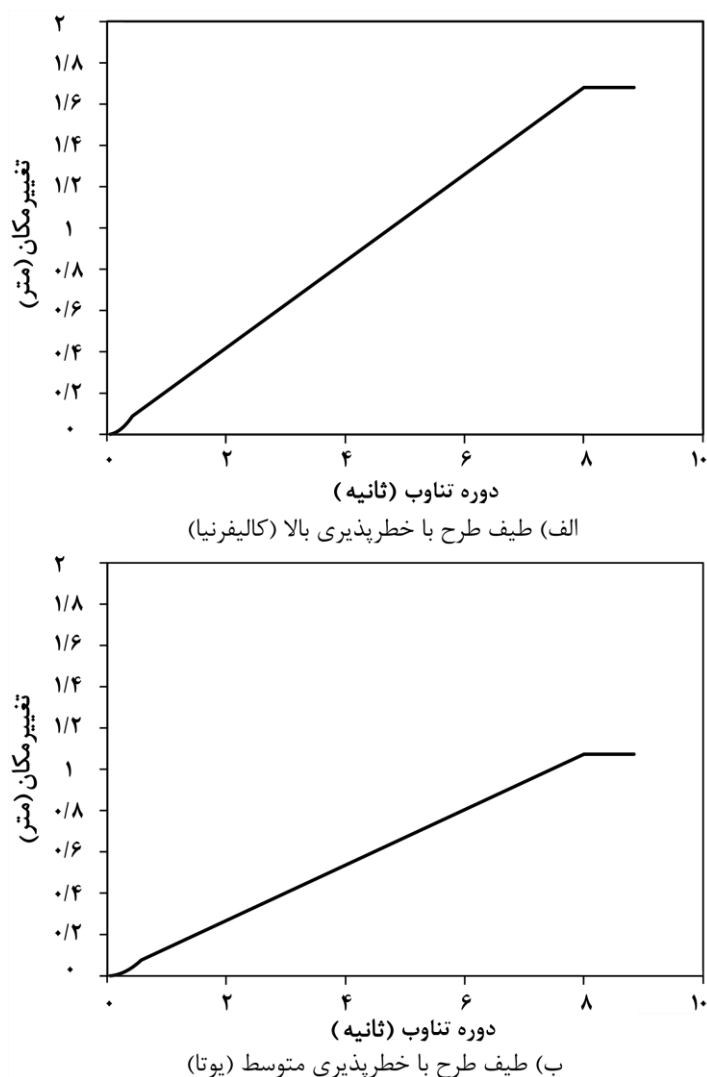 ۲
۱/۸
۱/۶
۱/۴
۱/۲
۱
۰/۸
۰/۶
۰/۴
۰/۲
۰
تغییرمکان (متر)
۰ ۲ ۴ ۶ ۸ ۱۰
دوره تناوب (ثانیه)
الف) طیف طرح با خطرپذیری بالا (کالیفرنیا)
۲
۱/۸
۱/۶
۱/۴
۱/۲
۱
۰/۸
۰/۶
۰/۴
۰/۲
۰
تغییرمکان (متر)
۰ ۲ ۴ ۶ ۸ ۱۰
دوره تناوب (ثانیه)
ب) طیف طرح با خطرپذیری متوسط (یوتا)